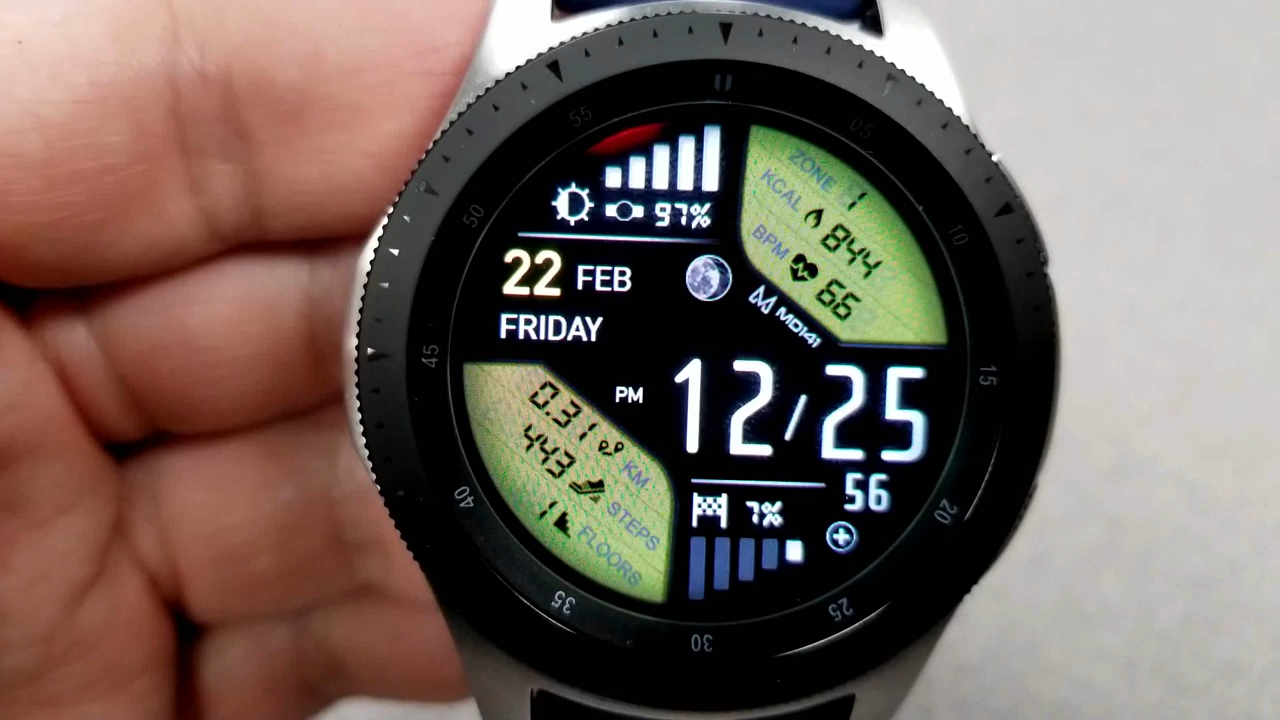 97%
22 FEB
FRIDAY
ZONE 1
KCAL 844
BPM 66
MD141
PM 12/25
56
0.31 KM
443 STEPS
1 FLOORS
7%
05
10
15
20
25
30
35
40
45
50
55